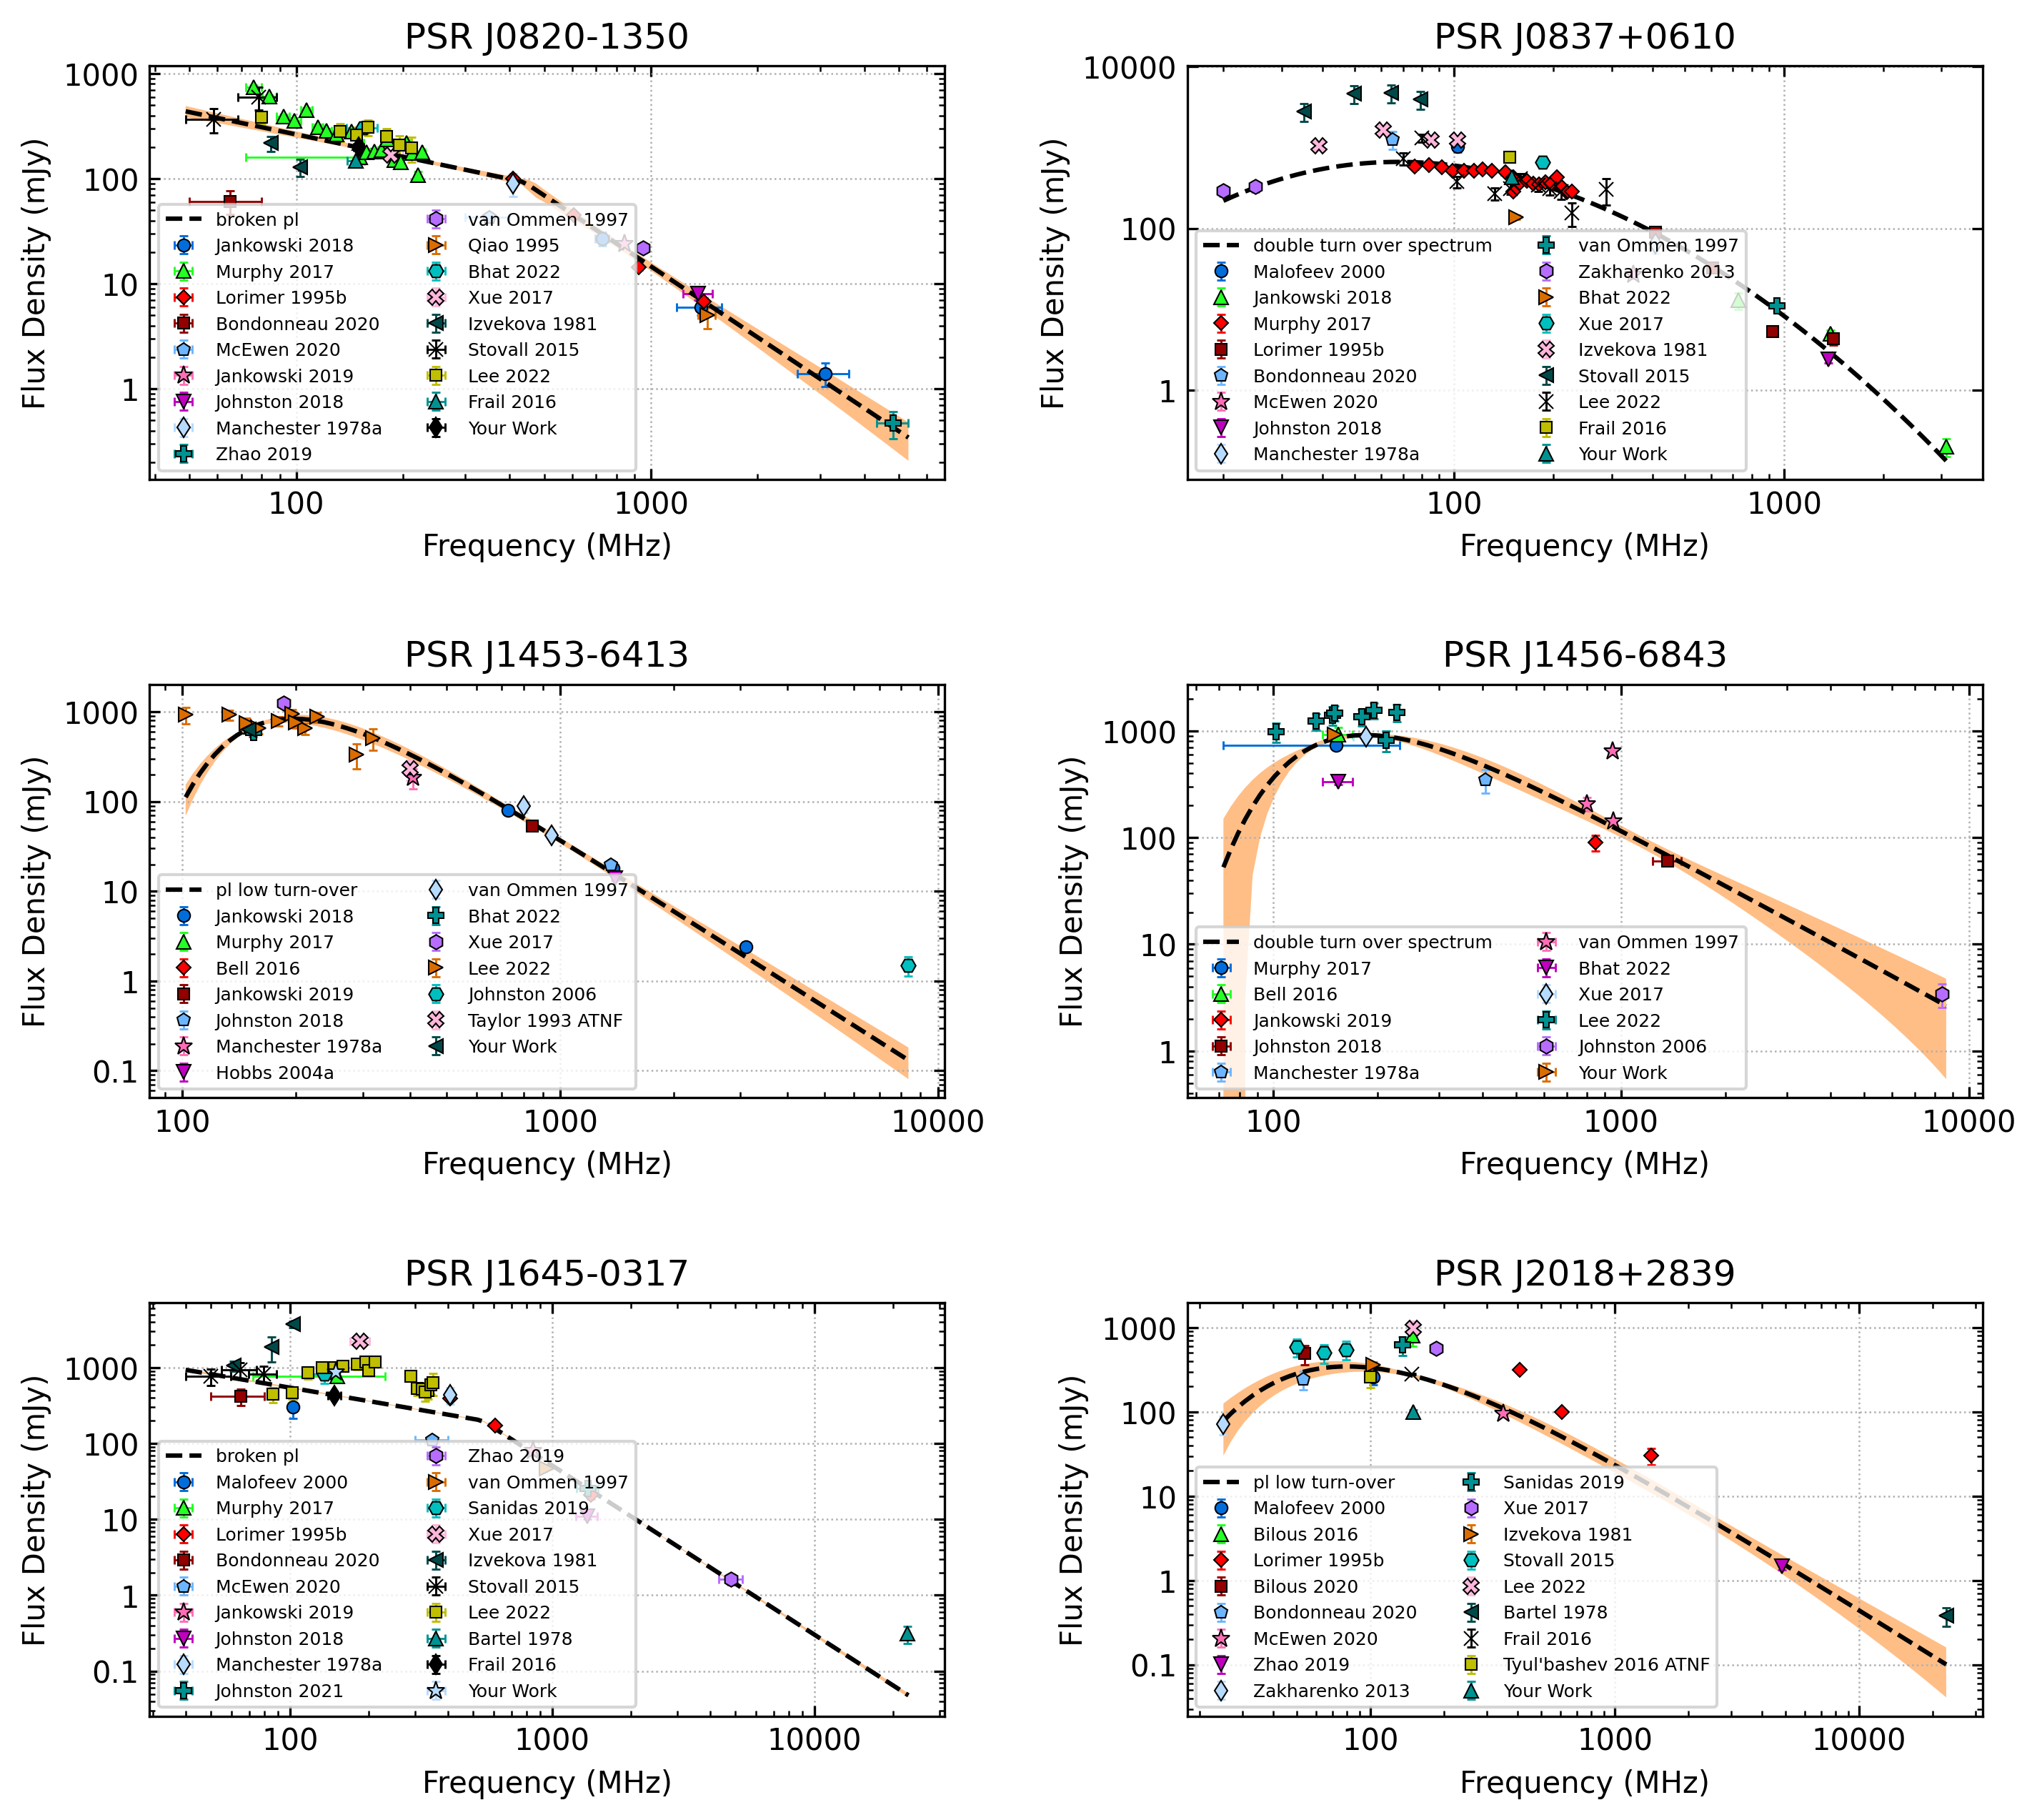 PSR J0820-1350
Flux Density (mJy)
1000
100
10
1
broken pl
Jankowski 2018
Murphy 2017
Lorimer 1995b
Bondonneau 2020
McEwen 2020
Jankowski 2019
Johnston 2018
Manchester 1978a
Zhao 2019
van Ommen 1997
Qiao 1995
Bhat 2022
Xue 2017
Izvekova 1981
Stovall 2015
Lee 2022
Frail 2016
Your Work
100
1000
Frequency (MHz)
PSR J0837+0610
Flux Density (mJy)
10000
100
1
double turn over spectrum
Malofeev 2000
Jankowski 2018
Murphy 2017
Lorimer 1995b
Bondonneau 2020
McEwen 2020
Johnston 2018
Manchester 1978a
van Ommen 1997
Zakharenko 2013
Bhat 2022
Xue 2017
Izvekova 1981
Stovall 2015
Lee 2022
Frail 2016
Your Work
100
1000
Frequency (MHz)
PSR J1453-6413
Flux Density (mJy)
1000
100
10
1
0.1
pl low turn-over
Jankowski 2018
Murphy 2017
Bell 2016
Jankowski 2019
Johnston 2018
Manchester 1978a
Hobbs 2004a
van Ommen 1997
Bhat 2022
Xue 2017
Lee 2022
Johnston 2006
Taylor 1993 ATNF
Your Work
100
1000
10000
Frequency (MHz)
PSR J1456-6843
Flux Density (mJy)
1000
100
10
1
double turn over spectrum
Murphy 2017
Bell 2016
Jankowski 2019
Johnston 2018
Manchester 1978a
van Ommen 1997
Bhat 2022
Xue 2017
Lee 2022
Johnston 2006
Your Work
100
1000
10000
Frequency (MHz)
PSR J1645-0317
Flux Density (mJy)
1000
100
10
1
0.1
broken pl
Malofeev 2000
Murphy 2017
Lorimer 1995b
Bondonneau 2020
McEwen 2020
Jankowski 2019
Johnston 2018
Manchester 1978a
Johnston 2021
Zhao 2019
van Ommen 1997
Sanidas 2019
Xue 2017
Izvekova 1981
Stovall 2015
Lee 2022
Bartel 1978
Frail 2016
Your Work
100
1000
10000
Frequency (MHz)
PSR J2018+2839
Flux Density (mJy)
1000
100
10
1
0.1
pl low turn-over
Malofeev 2000
Bilous 2016
Lorimer 1995b
Bilous 2020
Bondonneau 2020
McEwen 2020
Zhao 2019
Zakharenko 2013
Sanidas 2019
Xue 2017
Izvekova 1981
Stovall 2015
Lee 2022
Bartel 1978
Frail 2016
Tyul'bashev 2016 ATNF
Your Work
100
1000
10000
Frequency (MHz)